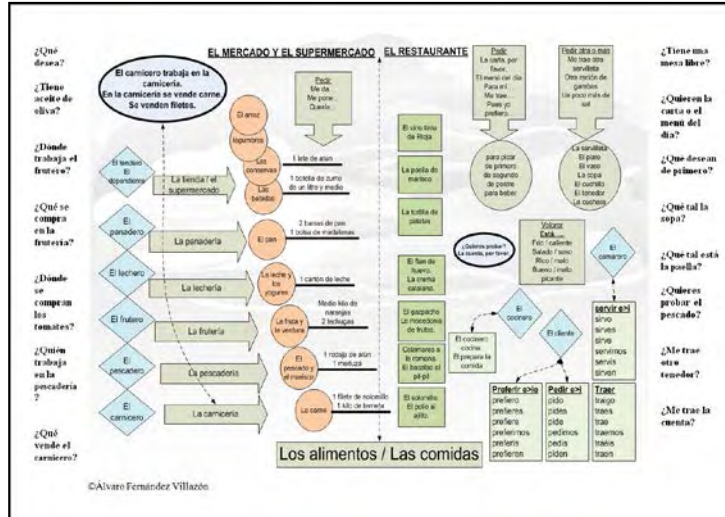 ¿Qué
desea?
¿Tiene
aceite de
oliva?
¿Dónde
trabaja el
frutero?
¿Qué se
compra en
la frutería?
¿Dónde
se
compran
los
tomates?
¿Quién
trabaja en
la pescadería
?
¿Qué
vende el
carnicero?
EL MERCADO Y EL SUPERMERCADO
El carnicero trabaja en la
carnicería.
En la carnicería se vende carne.
Se venden filetes.
Pedir
Me da..
Me pone..
Quería...
El tendero
El
dependiente
La tienda / el
supermercado
El arroz
legumbres
Las
conservas
Las
bebidas
1 lata de atún
1 botella de zumo
de un litro y medio
El
panadero
La panadería
El pan
2 barras de pan
1 bolsa de madalenas
El lechero
La lechería
La leche y
los
yogures
1 cartón de leche
El frutero
La frutería
La fruta y
la verdura
Medio kilo de
naranjas
2 lechugas
El
pescadero
La pescadería
El
pescado y
el marisco
1 rodaja de atún
1 merluza
El
carnicero
La carnicería
La carne
1 filete de solomillo
1 kilo de ternera
EL RESTAURANTE
Pedir
La carta, por
favor.
El menú del día
Para mí...
Me trae...
Pues yo
prefiero...
Pedir otra o más
Me trae otra
servilleta
Otra ración de
gambas
Un poco más de
sal
El vino tinto
de Rioja
La paella de
marisco
La tortilla de
patatas
El flan de
huevo.
La crema
catalana.
El gazpacho
La macedonia
de frutas.
Calamares a
la romana.
El bacalao al
pil-pil
El solomillo
El pollo al
ajillo.
para picar
de primero
de segundo
de postre
para beber
La servilleta
El plato
El vaso
La copa
El cuchillo
El tenedor
La cuchara
¿Quieres probar?
La cuenta, por favor.
Valorar
Está.....
Frío / caliente
Salado / soso
Rico / malo
Bueno / malo
picante
El
camarero
El
cocinero
El cliente
El cocinero
cocina.
El prepara la
comida
servir e>i
sirvo
sirves
sirve
servimos
servís
sirven
Preferir e>ie
prefiero
prefieres
prefiere
preferimos
preferís
prefieren
Pedir e>i
pido
pides
pide
pedimos
pedís
piden
Traer
traigo
traes
trae
traemos
traéis
traen
¿Tiene una
mesa libre?
¿Quieren la
carta o el
menú del
día?
¿Qué desean
de primero?
¿Qué tal la
sopa?
¿Qué tal está
la paella?
¿Quieres
probar el
pescado?
¿Me trae
otro
tenedor?
¿Me trae la
cuenta?
Los alimentos / Las comidas
©Álvaro Fernández Villazón